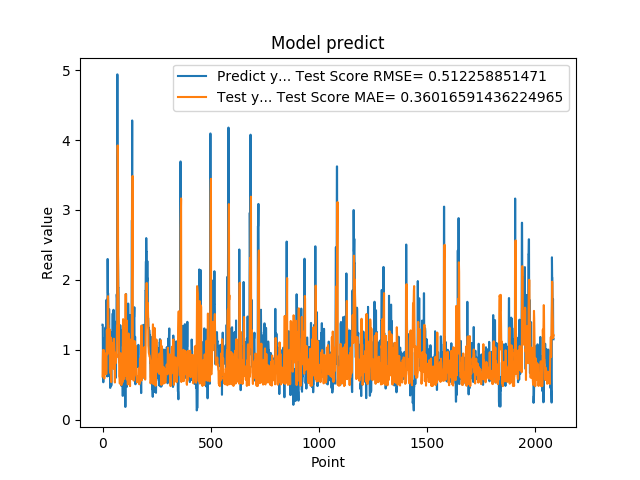 Model predict
Predict y... Test Score RMSE= 0.512258851471
Test y... Test Score MAE= 0.36016591436224965
Real value
5
4
3
2
1
0
0 500 1000 1500 2000
Point